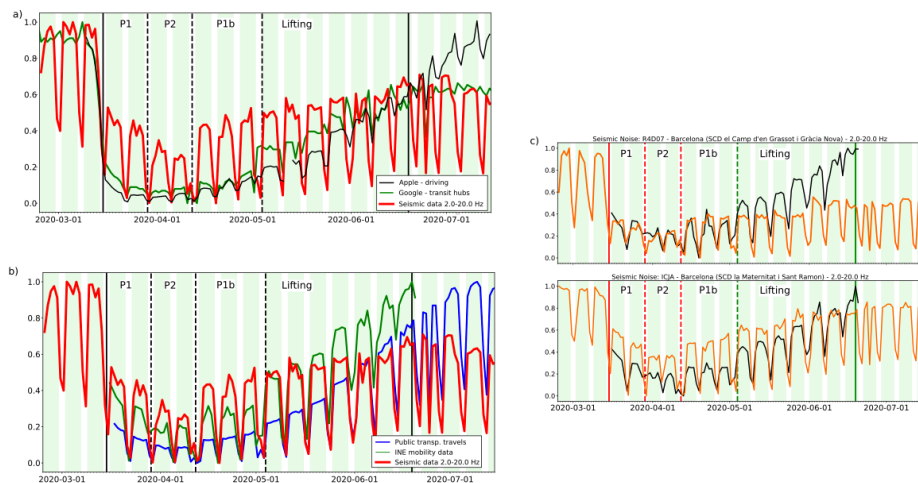 a)
P1 P2 P1b Lifting
1.0
0.8
0.6
0.4
0.2
0.0
Apple - driving
Google - transit hubs
Seismic data 2.0-20.0 Hz
2020-03-01 2020-04-01 2020-05-01 2020-06-01 2020-07-01
b)
P1 P2 P1b Lifting
1.0
0.8
0.6
0.4
0.2
0.0
Public transp. travels
INE mobility data
Seismic data 2.0-20.0 Hz
2020-03-01 2020-04-01 2020-05-01 2020-06-01 2020-07-01
c)
Seismic Noise: R4D07 - Barcelona (SCD el Camp d'en Grassot i Gràcia Nova) - 2.0-20.0 Hz
P1 P2 P1b Lifting
1.0
0.8
0.6
0.4
0.2
0.0
Seismic Noise: ICJA - Barcelona (SCD la Maternitat i Sant Ramon) - 2.0-20.0 Hz
P1 P2 P1b Lifting
1.0
0.8
0.6
0.4
0.2
0.0
2020-03-01 2020-04-01 2020-05-01 2020-06-01 2020-07-01